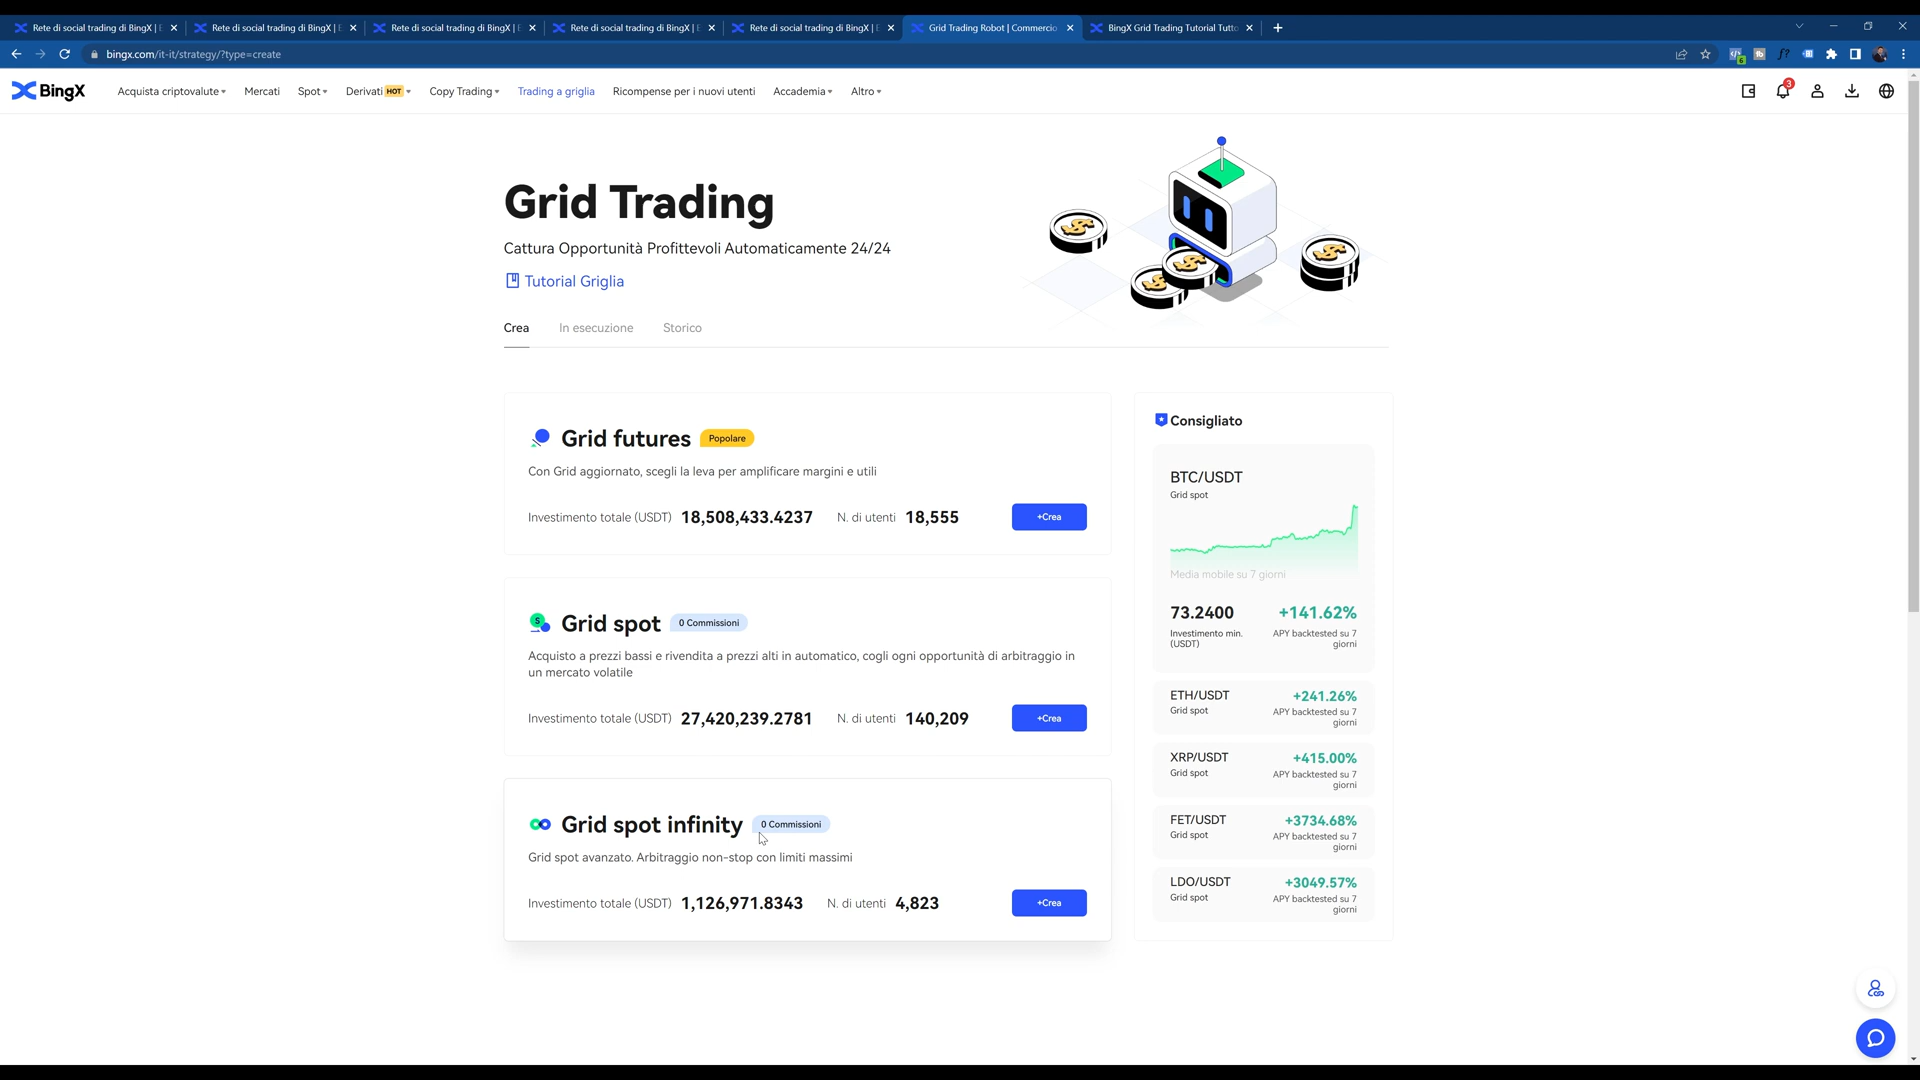 Rete di social trading di BingX | E
Rete di social trading di BingX | E
Rete di social trading di BingX | E
Rete di social trading di BingX | E
Rete di social trading di BingX | E
Grid Trading Robot | Commercio
BingX Grid Trading Tutorial Tutto
bingx.com/it-it/strategy/?type=create
BingX
Acquista criptovalute
Mercati
Spot
Derivati HOT
Copy Trading
Trading a griglia
Ricompense per i nuovi utenti
Accademia
Altro
3
Grid Trading
Cattura Opportunità Profittevoli Automaticamente 24/24
Tutorial Griglia
Crea
In esecuzione
Storico
Grid futures Popolare
Con Grid aggiornato, scegli la leva per amplificare margini e utili
Investimento totale (USDT) 18,508,433.4237 N. di utenti 18,555
+Crea
Grid spot 0 Commissioni
Acquisto a prezzi bassi e rivendita a prezzi alti in automatico, cogli ogni opportunità di arbitraggio in
un mercato volatile
Investimento totale (USDT) 27,420,239.2781 N. di utenti 140,209
+Crea
Grid spot infinity 0 Commissioni
Grid spot avanzato. Arbitraggio non-stop con limiti massimi
Investimento totale (USDT) 1,126,971.8343 N. di utenti 4,823
+Crea
Consigliato
BTC/USDT
Grid spot
Media mobile su 7 giorni
73.2400 +141.62%
Investimento min. APY backtested su 7
(USDT) giorni
ETH/USDT +241.26%
Grid spot APY backtested su 7
giorni
XRP/USDT +415.00%
Grid spot APY backtested su 7
giorni
FET/USDT +3734.68%
Grid spot APY backtested su 7
giorni
LDO/USDT +3049.57%
Grid spot APY backtested su 7
giorni